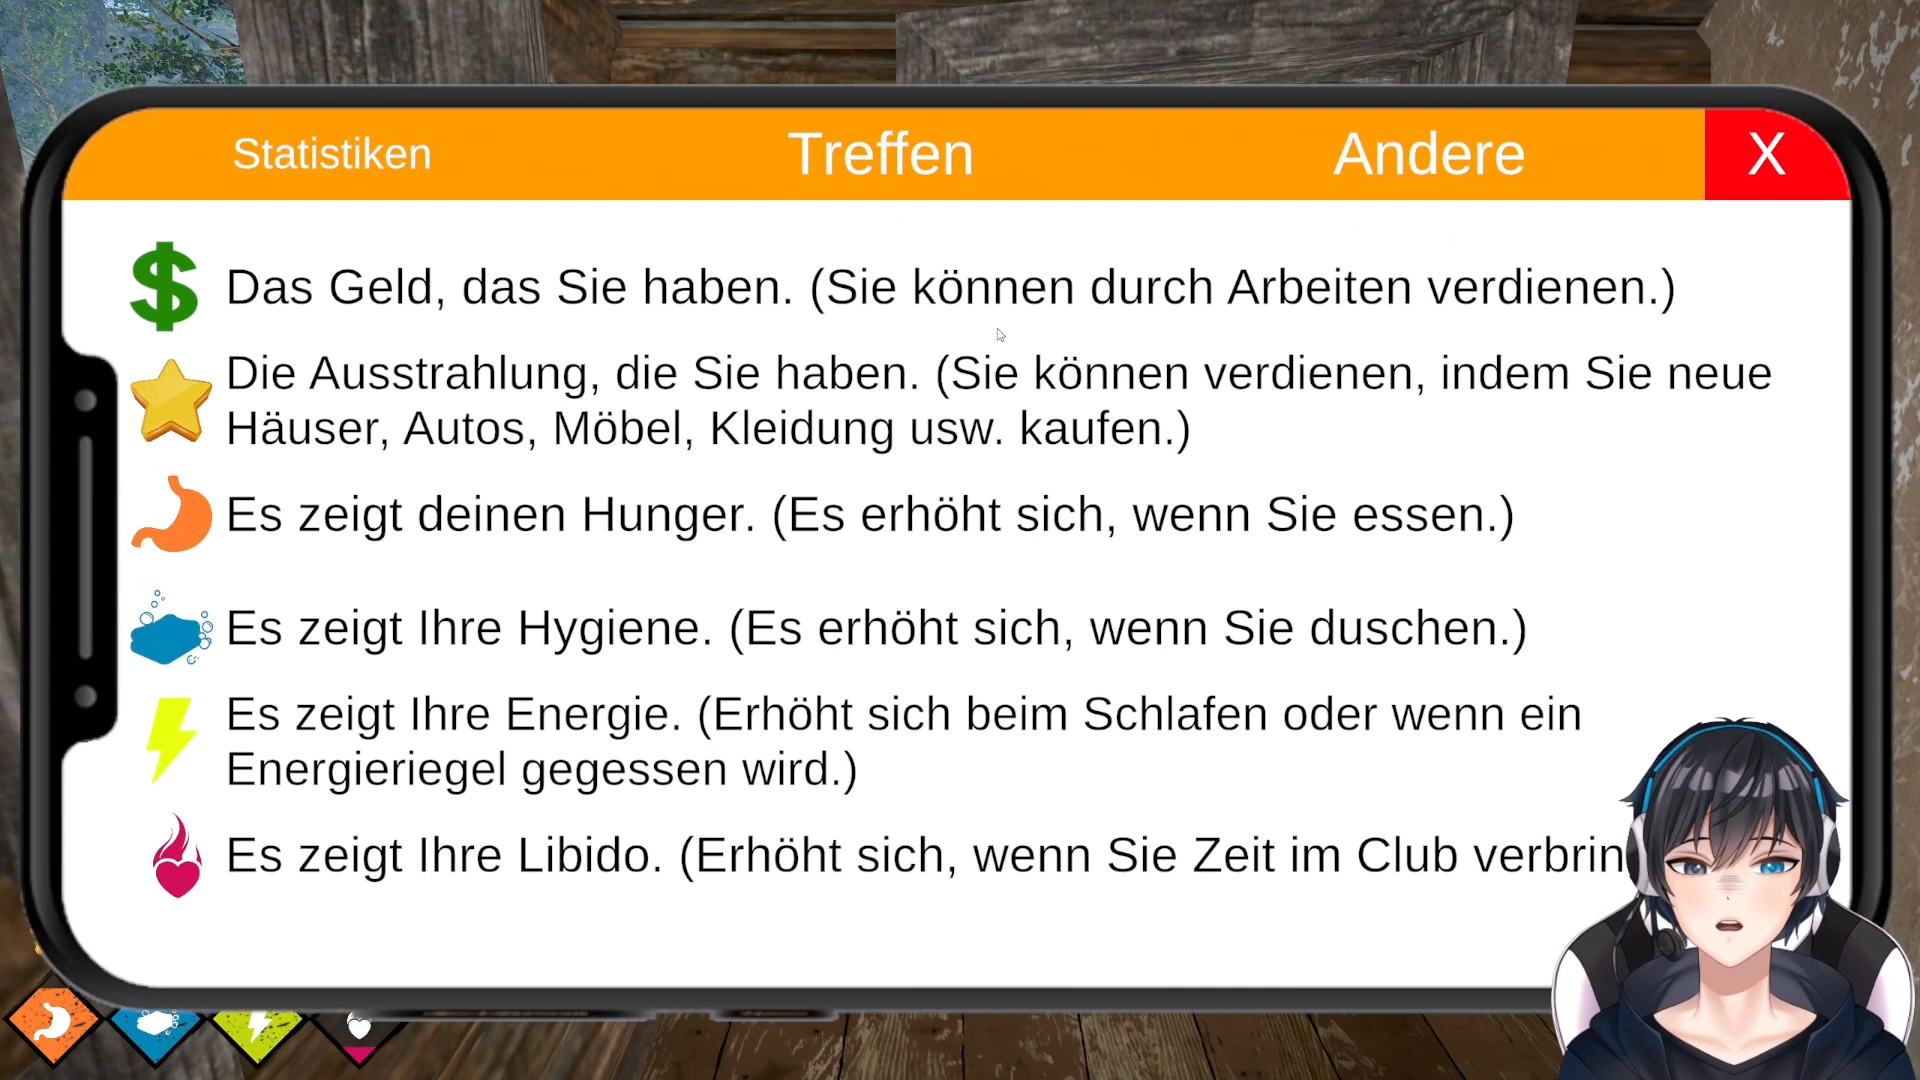 Statistiken Treffen Andere X
Das Geld, das Sie haben. (Sie können durch Arbeiten verdienen.)
Die Ausstrahlung, die Sie haben. (Sie können verdienen, indem Sie neue
Häuser, Autos, Möbel, Kleidung usw. kaufen.)
Es zeigt deinen Hunger. (Es erhöht sich, wenn Sie essen.)
Es zeigt Ihre Hygiene. (Es erhöht sich, wenn Sie duschen.)
Es zeigt Ihre Energie. (Erhöht sich beim Schlafen oder wenn ein
Energieriegel gegessen wird.)
Es zeigt Ihre Libido. (Erhöht sich, wenn Sie Zeit im Club